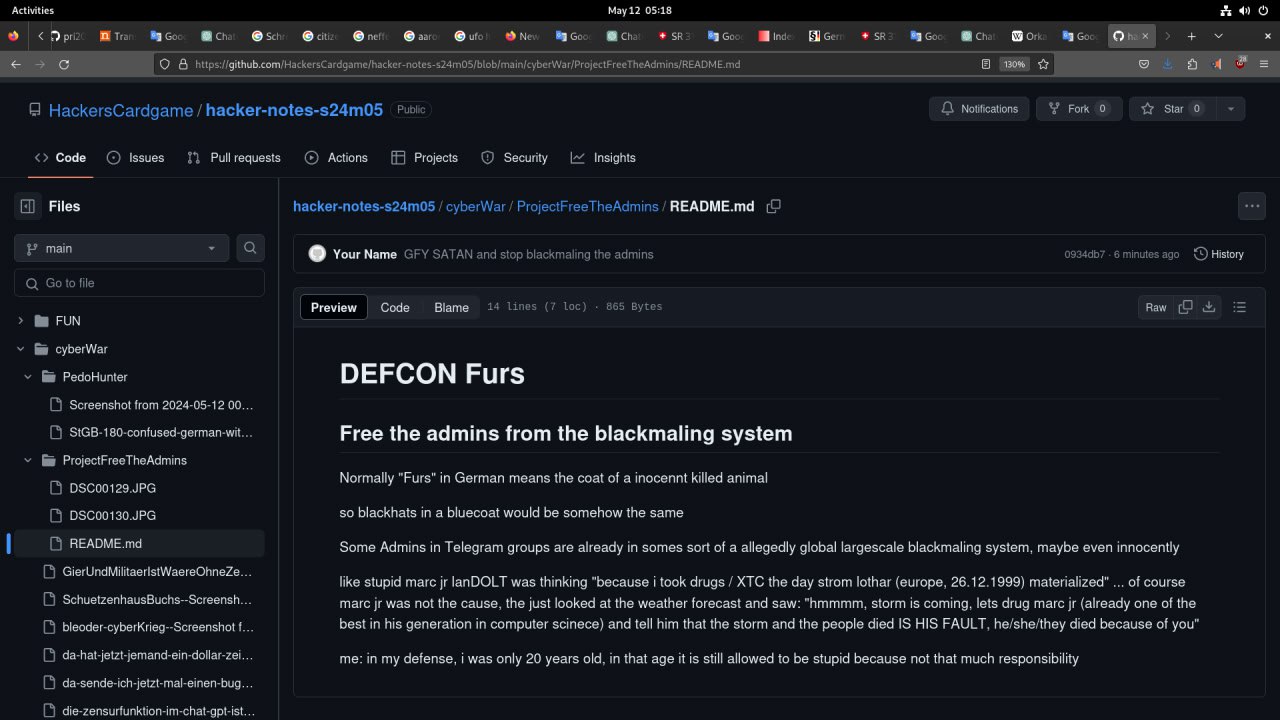 Activities
May 12 05:18
pri2
Tran
Goog
Chat
Schr
citize
neffe
aaro
ufo h
New
Goog
Chat
SR 3
Goog
Inde
Gerr
SR 3
Goog
Chat
Orka
Goog
ha
https://github.com/HackersCardgame/hacker-notes-s24m05/blob/main/cyberWar/ProjectFreeTheAdmins/README.md
130%
28
HackersCardgame / hacker-notes-s24m05 Public
Notifications
Fork 0
Star 0
Code
Issues
Pull requests
Actions
Projects
Security
Insights
Files
main
Go to file
FUN
cyberWar
PedoHunter
Screenshot from 2024-05-12 00...
StGB-180-confused-german-wit...
ProjectFreeTheAdmins
DSC00129.JPG
DSC00130.JPG
README.md
GierUndMilitaerIstWaereOhneZe...
SchuetzenhausBuchs--Screensh...
bleoder-cyberKrieg--Screenshot f...
da-hat-jetzt-jemand-ein-dollar-zei...
da-sende-ich-jetzt-mal-einen-bug...
die-zensurfunktion-im-chat-gpt-ist...
hacker-notes-s24m05 / cyberWar / ProjectFreeTheAdmins / README.md
Your Name GFY SATAN and stop blackmaling the admins
0934db7 · 6 minutes ago
History
Preview
Code
Blame
14 lines (7 loc) · 865 Bytes
Raw
DEFCON Furs
Free the admins from the blackmaling system
Normally "Furs" in German means the coat of a inocennt killed animal
so blackhats in a bluecoat would be somehow the same
Some Admins in Telegram groups are already in somes sort of a allegedly global largescale blackmaling system, maybe even innocently
like stupid marc jr lanDOLT was thinking "because i took drugs / XTC the day strom lothar (europe, 26.12.1999) materialized" ... of course
marc jr was not the cause, the just looked at the weather forecast and saw: "hmmmm, storm is coming, lets drug marc jr (already one of the
best in his generation in computer scinece) and tell him that the storm and the people died IS HIS FAULT, he/she/they died because of you"
me: in my defense, i was only 20 years old, in that age it is still allowed to be stupid because not that much responsibility